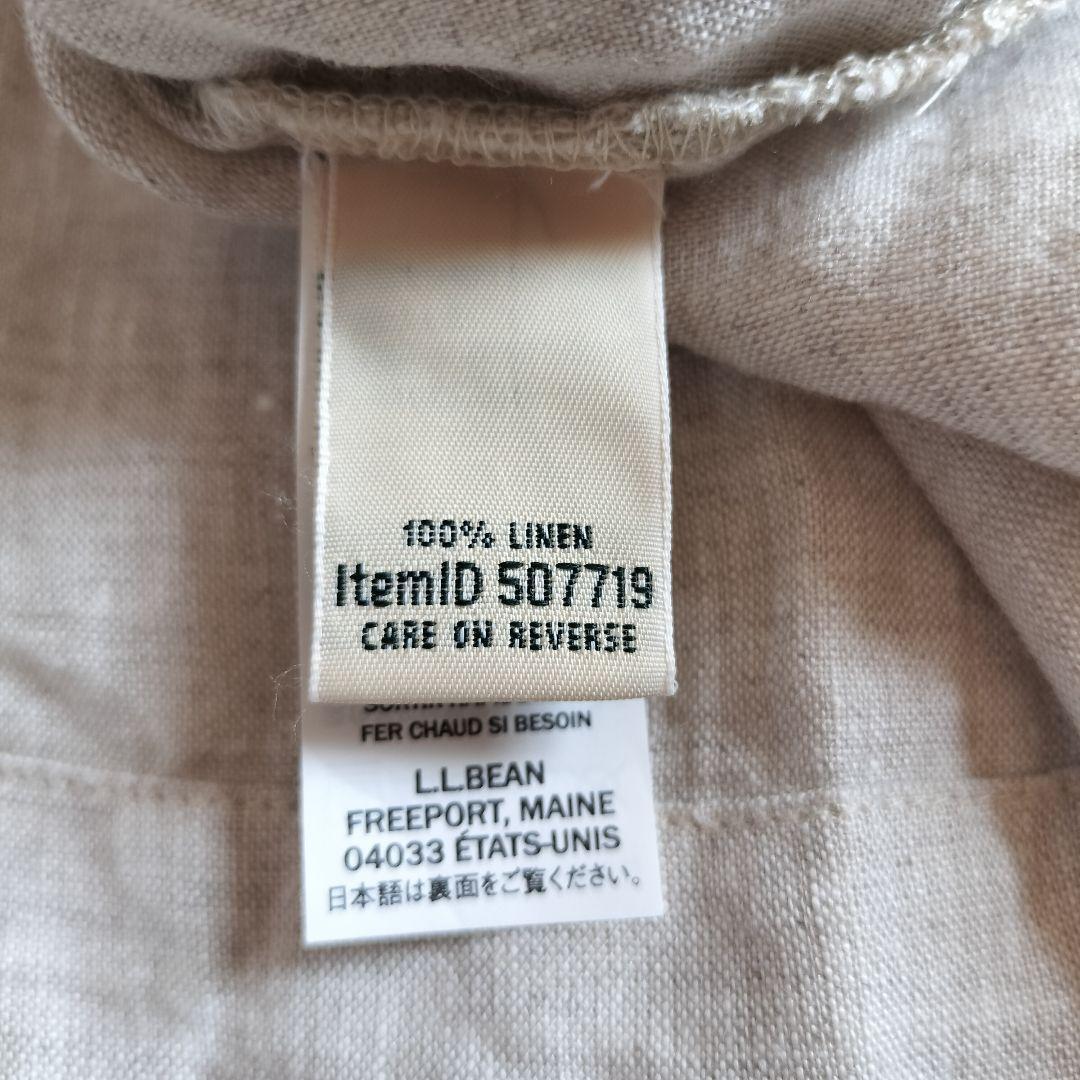 100% LINEN
ItemID 507719
CARE ON REVERSE
FER CHAUD SI BESOIN
L.L.BEAN
FREEPORT, MAINE
04033 ÉTATS-UNIS
日本語は裏面をご覧ください。